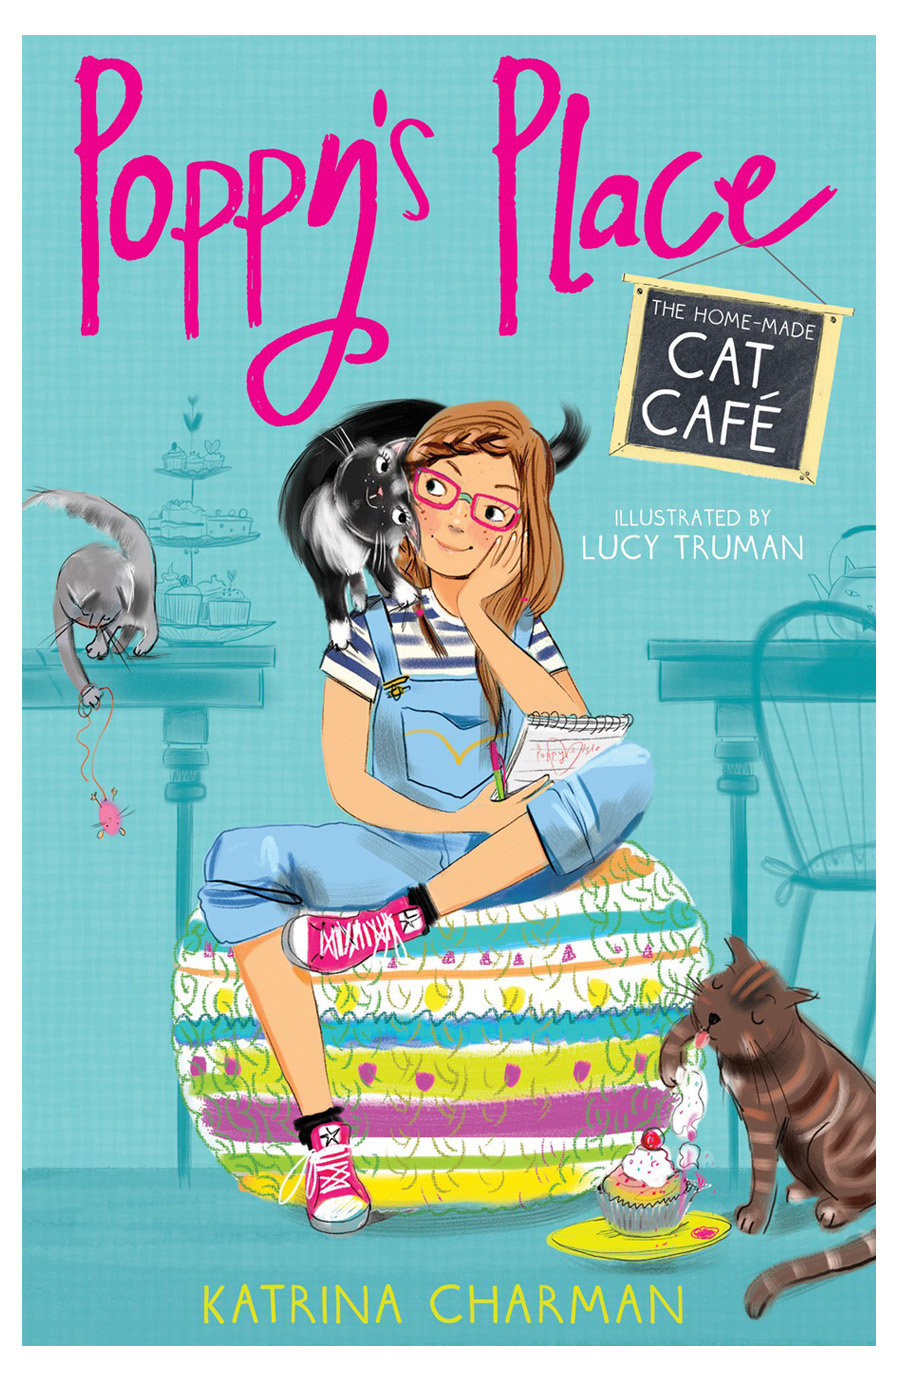 Poppy's Place
THE HOME-MADE
CAT
CAFÉ
ILLUSTRATED BY
LUCY TRUMAN
KATRINA CHARMAN